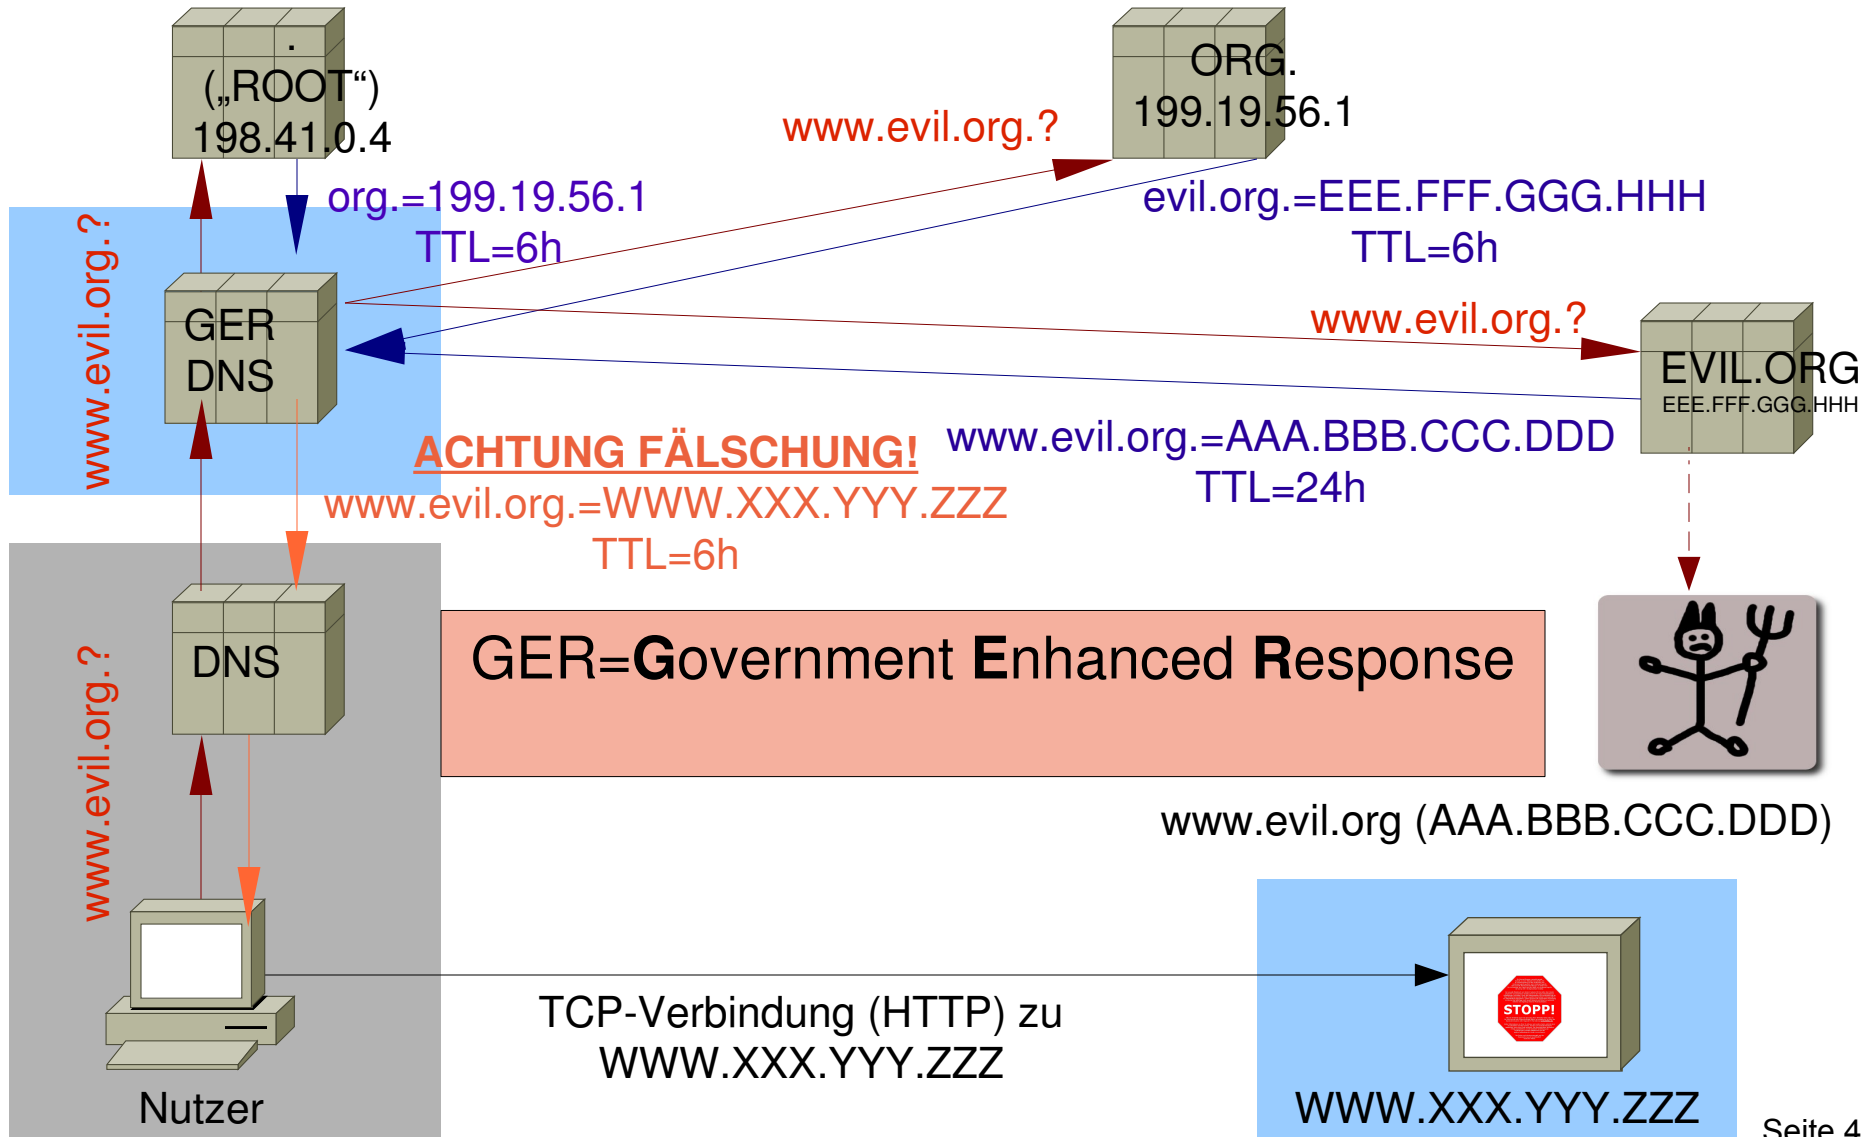 .
(„ROOT“)
198.41.0.4
ORG.
199.19.56.1
www.evil.org.?
org.=199.19.56.1
TTL=6h
evil.org.=EEE.FFF.GGG.HHH
TTL=6h
www.evil.org.?
GER
DNS
www.evil.org.?
EVIL.ORG
EEE.FFF.GGG.HHH
ACHTUNG FÄLSCHUNG!
www.evil.org.=WWW.XXX.YYY.ZZZ
TTL=6h
www.evil.org.=AAA.BBB.CCC.DDD
TTL=24h
DNS
www.evil.org.?
GER=Government Enhanced Response
www.evil.org (AAA.BBB.CCC.DDD)
TCP-Verbindung (HTTP) zu
WWW.XXX.YYY.ZZZ
STOPP!
Nutzer
WWW.XXX.YYY.ZZZ
Seite 4